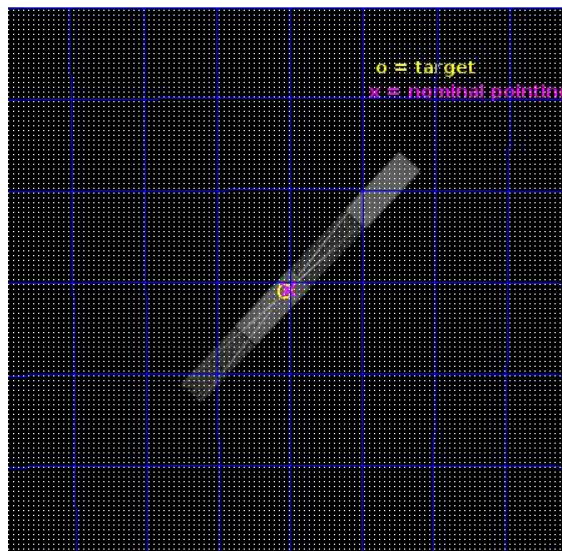 o = target
x = nominal pointing